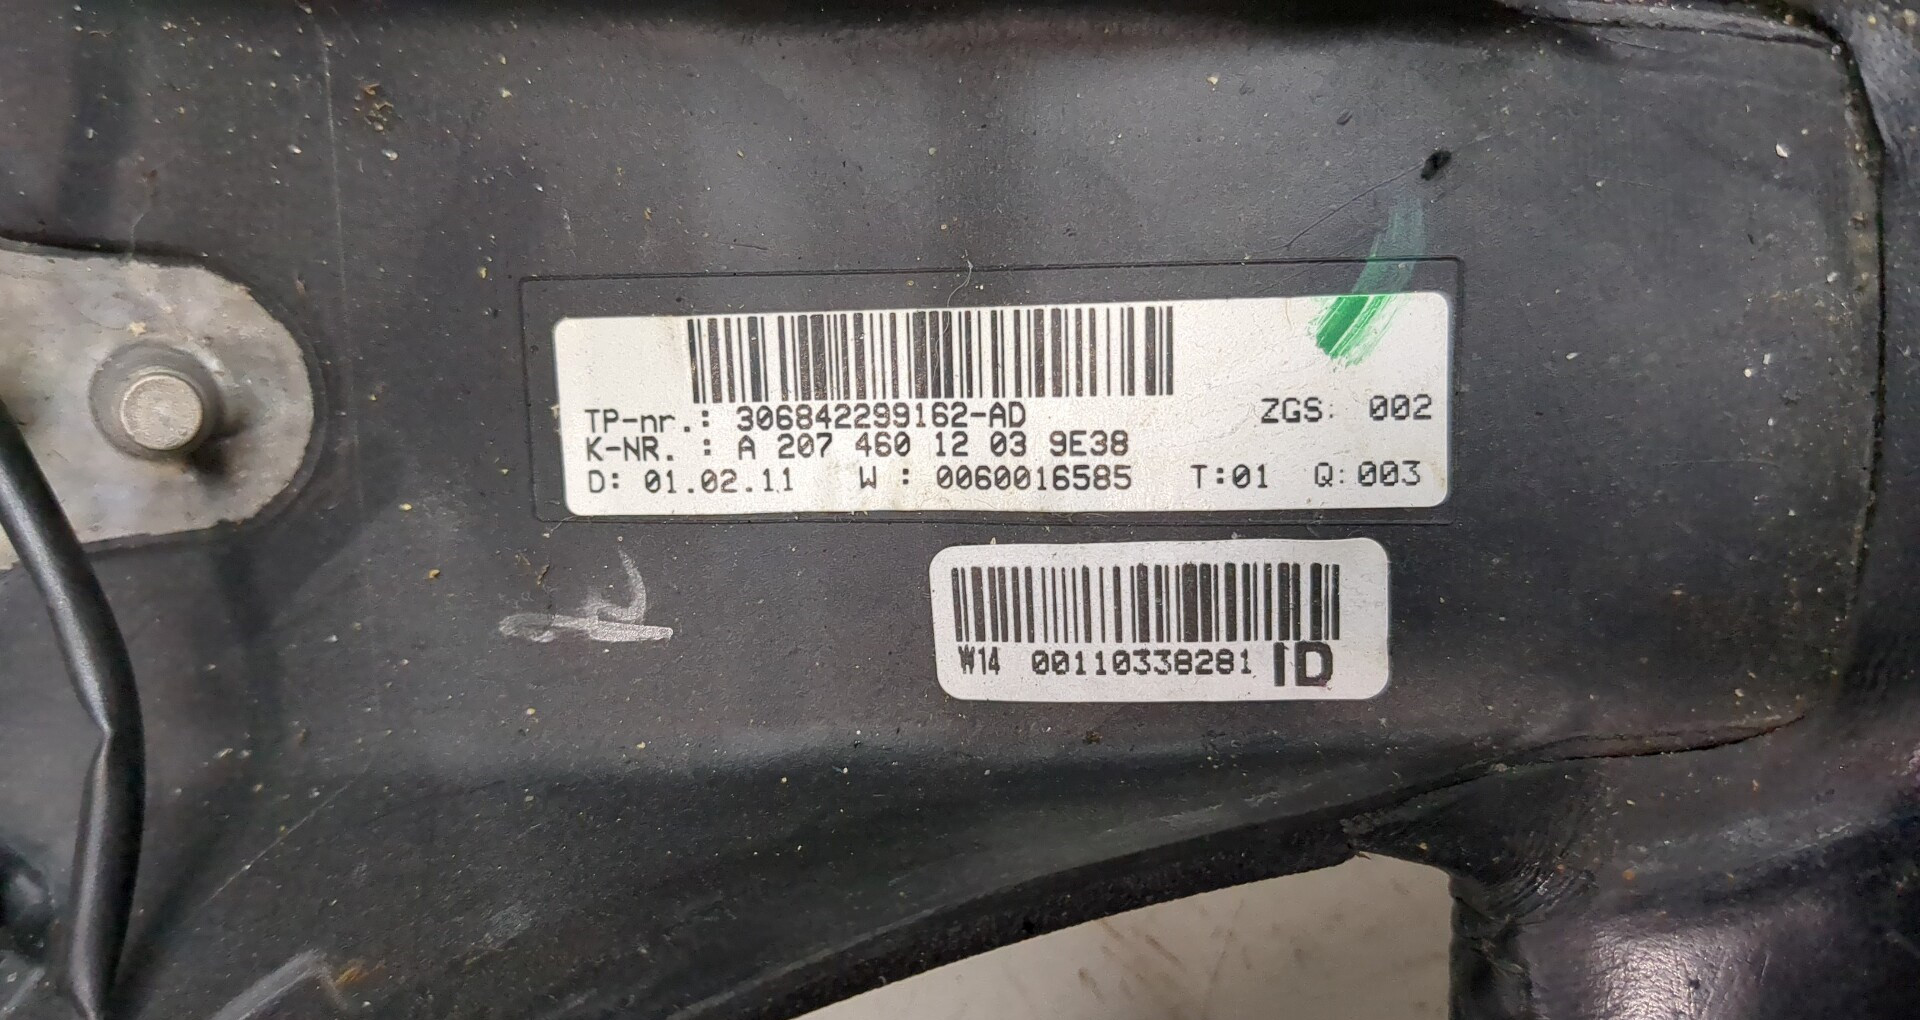 TP-nr.: 306842299162-AD ZGS: 002
K-NR. : A 207 460 12 03 9E38
D: 01.02.11 W : 0060016585 T:01 Q:003
W14 00110338281 ID